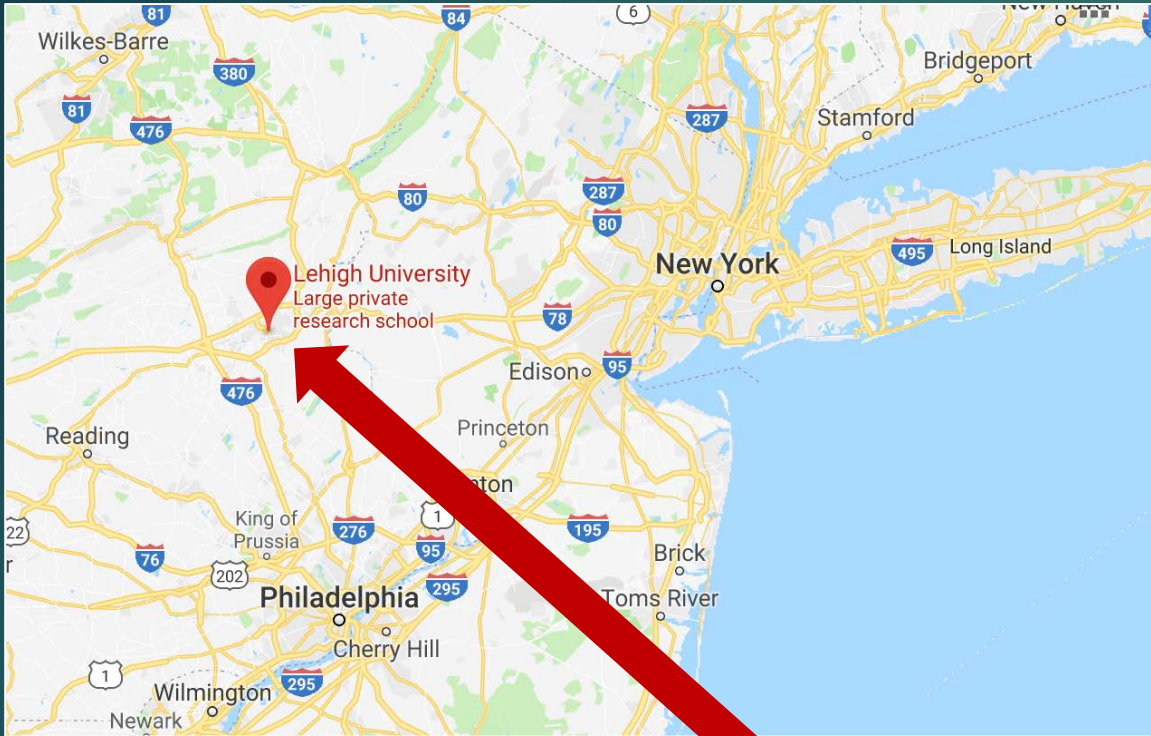 81
84
6
Wilkes-Barre
380
Bridgeport
81
476
287
Stamford
80
287
80
495
Long Island
New York
Lehigh University
Large private
research school
78
95
Edison
476
Princeton
Reading
1
King of
Prussia
276
95
195
22
76
202
Brick
295
Philadelphia
Toms River
Cherry Hill
1
295
Wilmington
Newark